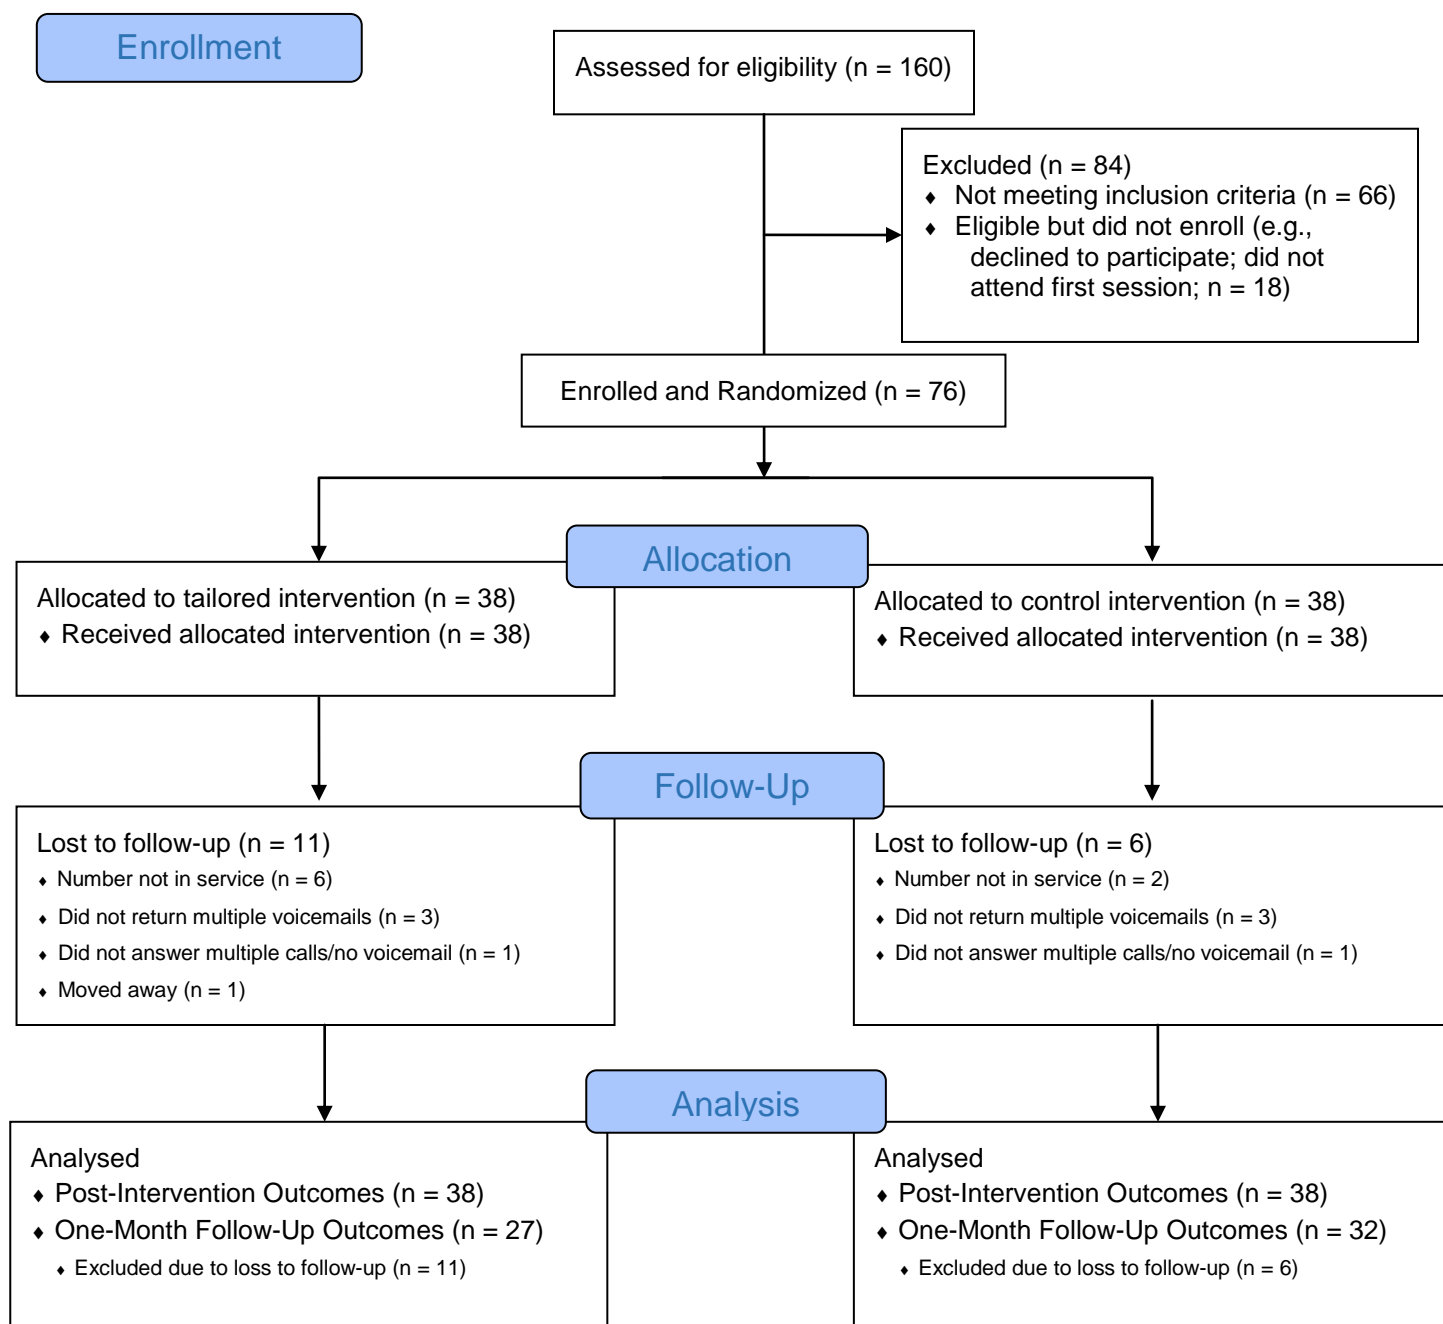 Enrollment
Assessed for eligibility (n = 160)
Excluded (n = 84)
♦ Not meeting inclusion criteria (n = 66)
♦ Eligible but did not enroll (e.g.,
declined to participate; did not
attend first session; n = 18)
Enrolled and Randomized (n = 76)
Allocation
Allocated to tailored intervention (n = 38)
♦ Received allocated intervention (n = 38)
Allocated to control intervention (n = 38)
♦ Received allocated intervention (n = 38)
Follow-Up
Lost to follow-up (n = 11)
♦ Number not in service (n = 6)
♦ Did not return multiple voicemails (n = 3)
♦ Did not answer multiple calls/no voicemail (n = 1)
♦ Moved away (n = 1)
Lost to follow-up (n = 6)
♦ Number not in service (n = 2)
♦ Did not return multiple voicemails (n = 3)
♦ Did not answer multiple calls/no voicemail (n = 1)
Analysis
Analysed
♦ Post-Intervention Outcomes (n = 38)
♦ One-Month Follow-Up Outcomes (n = 27)
♦ Excluded due to loss to follow-up (n = 11)
Analysed
♦ Post-Intervention Outcomes (n = 38)
♦ One-Month Follow-Up Outcomes (n = 32)
♦ Excluded due to loss to follow-up (n = 6)